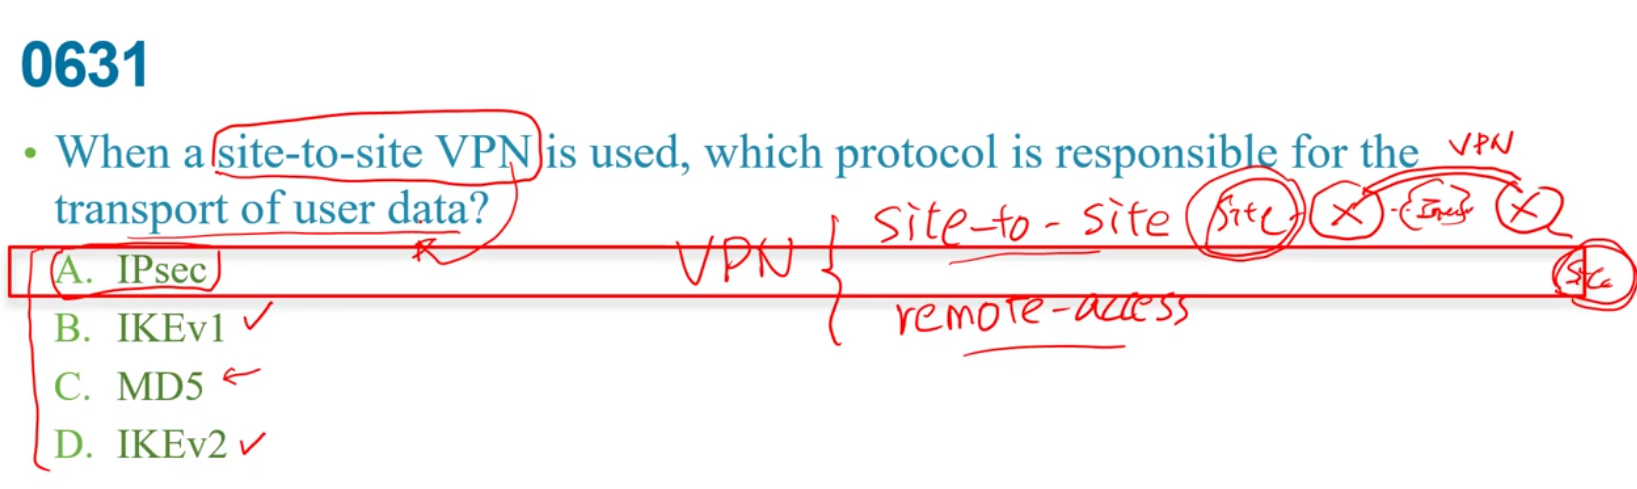 0631
• When a site-to-site VPN is used, which protocol is responsible for the
transport of user data?
A. IPsec
B. IKEv1
C. MD5
D. IKEv2
VPN
site-to-site
remote-access
VPN
Site
Site